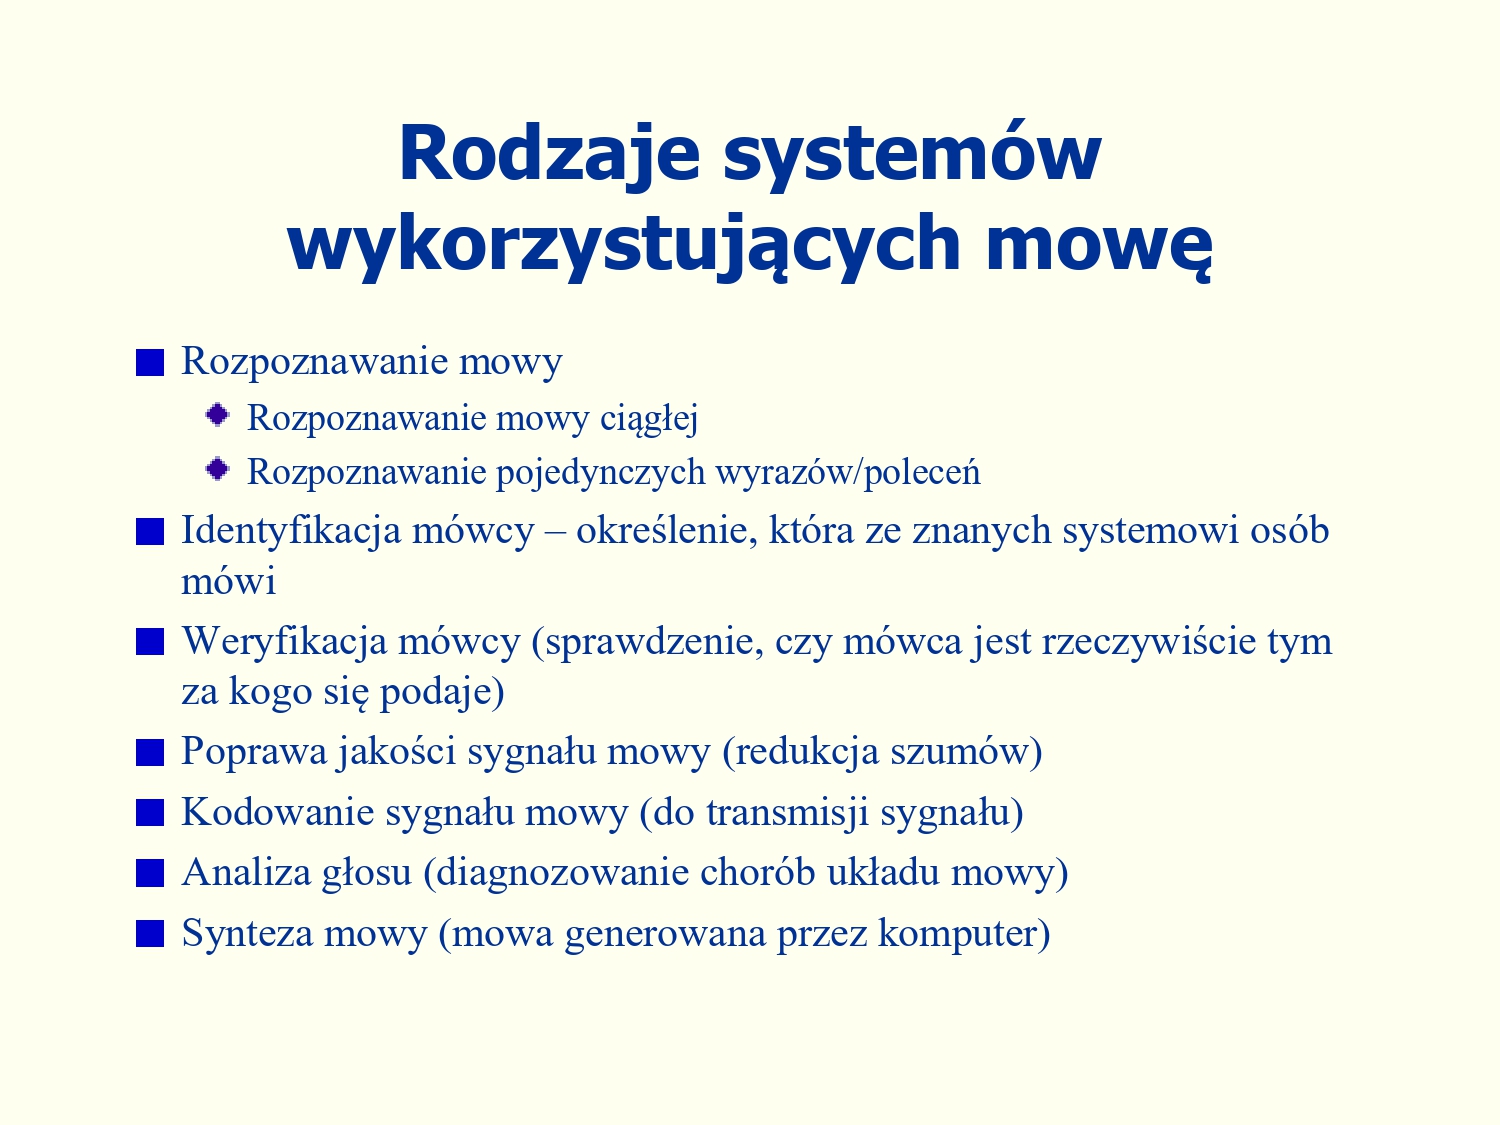 Rodzaje systemów
wykorzystujących mowę
Rozpoznawanie mowy
Rozpoznawanie mowy ciągłej
Rozpoznawanie pojedynczych wyrazów/poleceń
Identyfikacja mówcy – określenie, która ze znanych systemowi osób
mówi
Weryfikacja mówcy (sprawdzenie, czy mówca jest rzeczywiście tym
za kogo się podaje)
Poprawa jakości sygnału mowy (redukcja szumów)
Kodowanie sygnału mowy (do transmisji sygnału)
Analiza głosu (diagnozowanie chorób układu mowy)
Synteza mowy (mowa generowana przez komputer)